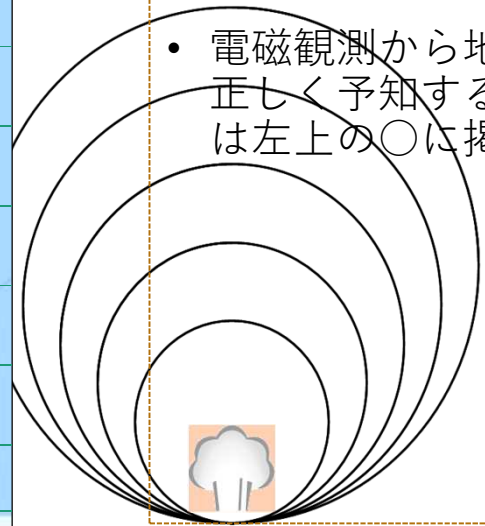 • 電磁観測から地
正しく予知する
は左上の○に掲